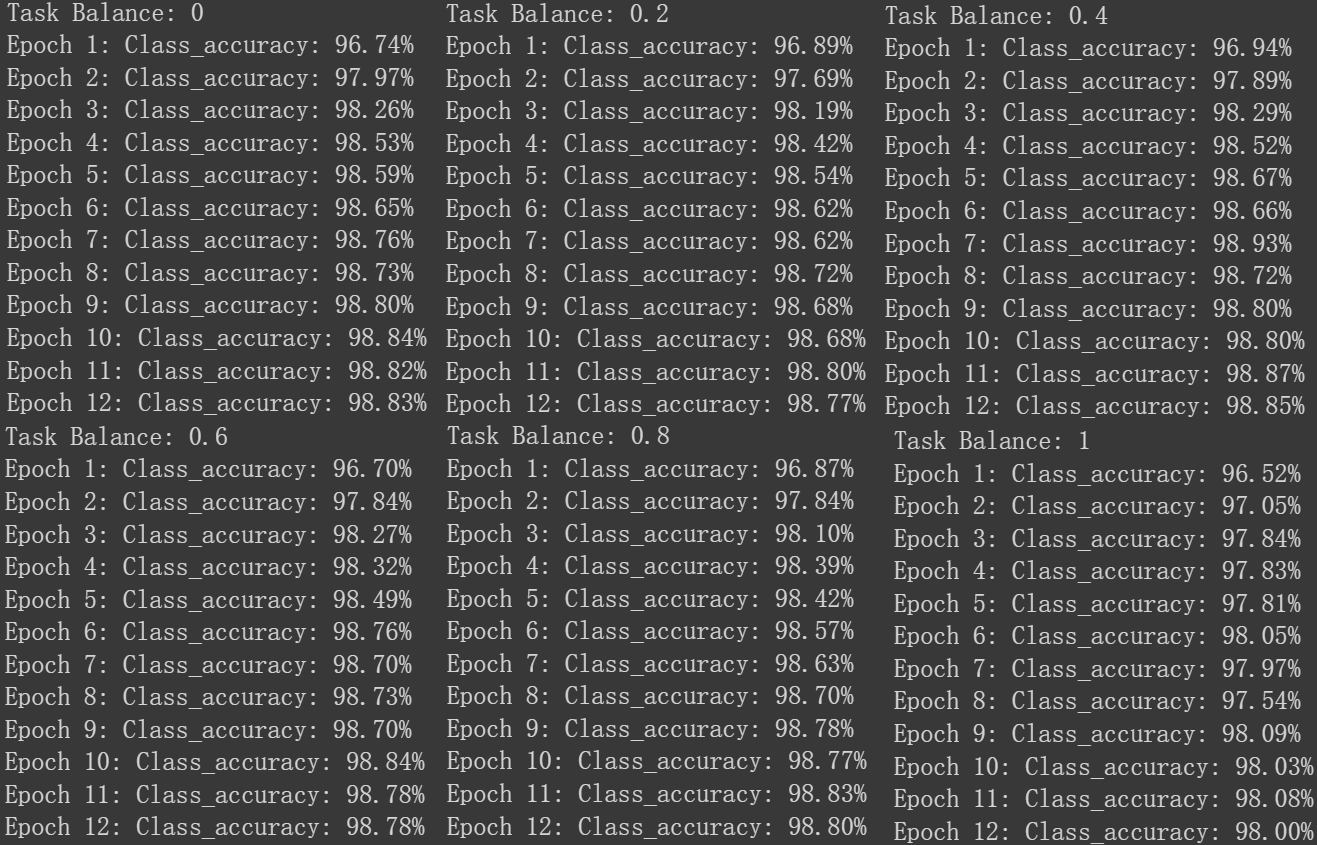 Task Balance: 0
Epoch 1: Class_accuracy: 96.74%
Epoch 2: Class_accuracy: 97.97%
Epoch 3: Class_accuracy: 98.26%
Epoch 4: Class_accuracy: 98.53%
Epoch 5: Class_accuracy: 98.59%
Epoch 6: Class_accuracy: 98.65%
Epoch 7: Class_accuracy: 98.76%
Epoch 8: Class_accuracy: 98.73%
Epoch 9: Class_accuracy: 98.80%
Epoch 10: Class_accuracy: 98.84%
Epoch 11: Class_accuracy: 98.82%
Epoch 12: Class_accuracy: 98.83%
Task Balance: 0.2
Epoch 1: Class_accuracy: 96.89%
Epoch 2: Class_accuracy: 97.69%
Epoch 3: Class_accuracy: 98.19%
Epoch 4: Class_accuracy: 98.42%
Epoch 5: Class_accuracy: 98.54%
Epoch 6: Class_accuracy: 98.62%
Epoch 7: Class_accuracy: 98.62%
Epoch 8: Class_accuracy: 98.72%
Epoch 9: Class_accuracy: 98.68%
Epoch 10: Class_accuracy: 98.68%
Epoch 11: Class_accuracy: 98.80%
Epoch 12: Class_accuracy: 98.77%
Task Balance: 0.4
Epoch 1: Class_accuracy: 96.94%
Epoch 2: Class_accuracy: 97.89%
Epoch 3: Class_accuracy: 98.29%
Epoch 4: Class_accuracy: 98.52%
Epoch 5: Class_accuracy: 98.67%
Epoch 6: Class_accuracy: 98.66%
Epoch 7: Class_accuracy: 98.93%
Epoch 8: Class_accuracy: 98.72%
Epoch 9: Class_accuracy: 98.80%
Epoch 10: Class_accuracy: 98.80%
Epoch 11: Class_accuracy: 98.87%
Epoch 12: Class_accuracy: 98.85%
Task Balance: 0.6
Epoch 1: Class_accuracy: 96.70%
Epoch 2: Class_accuracy: 97.84%
Epoch 3: Class_accuracy: 98.27%
Epoch 4: Class_accuracy: 98.32%
Epoch 5: Class_accuracy: 98.49%
Epoch 6: Class_accuracy: 98.76%
Epoch 7: Class_accuracy: 98.70%
Epoch 8: Class_accuracy: 98.73%
Epoch 9: Class_accuracy: 98.70%
Epoch 10: Class_accuracy: 98.84%
Epoch 11: Class_accuracy: 98.78%
Epoch 12: Class_accuracy: 98.78%
Task Balance: 0.8
Epoch 1: Class_accuracy: 96.87%
Epoch 2: Class_accuracy: 97.84%
Epoch 3: Class_accuracy: 98.10%
Epoch 4: Class_accuracy: 98.39%
Epoch 5: Class_accuracy: 98.42%
Epoch 6: Class_accuracy: 98.57%
Epoch 7: Class_accuracy: 98.63%
Epoch 8: Class_accuracy: 98.70%
Epoch 9: Class_accuracy: 98.78%
Epoch 10: Class_accuracy: 98.77%
Epoch 11: Class_accuracy: 98.83%
Epoch 12: Class_accuracy: 98.80%
Task Balance: 1
Epoch 1: Class_accuracy: 96.52%
Epoch 2: Class_accuracy: 97.05%
Epoch 3: Class_accuracy: 97.84%
Epoch 4: Class_accuracy: 97.83%
Epoch 5: Class_accuracy: 97.81%
Epoch 6: Class_accuracy: 98.05%
Epoch 7: Class_accuracy: 97.97%
Epoch 8: Class_accuracy: 97.54%
Epoch 9: Class_accuracy: 98.09%
Epoch 10: Class_accuracy: 98.03%
Epoch 11: Class_accuracy: 98.08%
Epoch 12: Class_accuracy: 98.00%